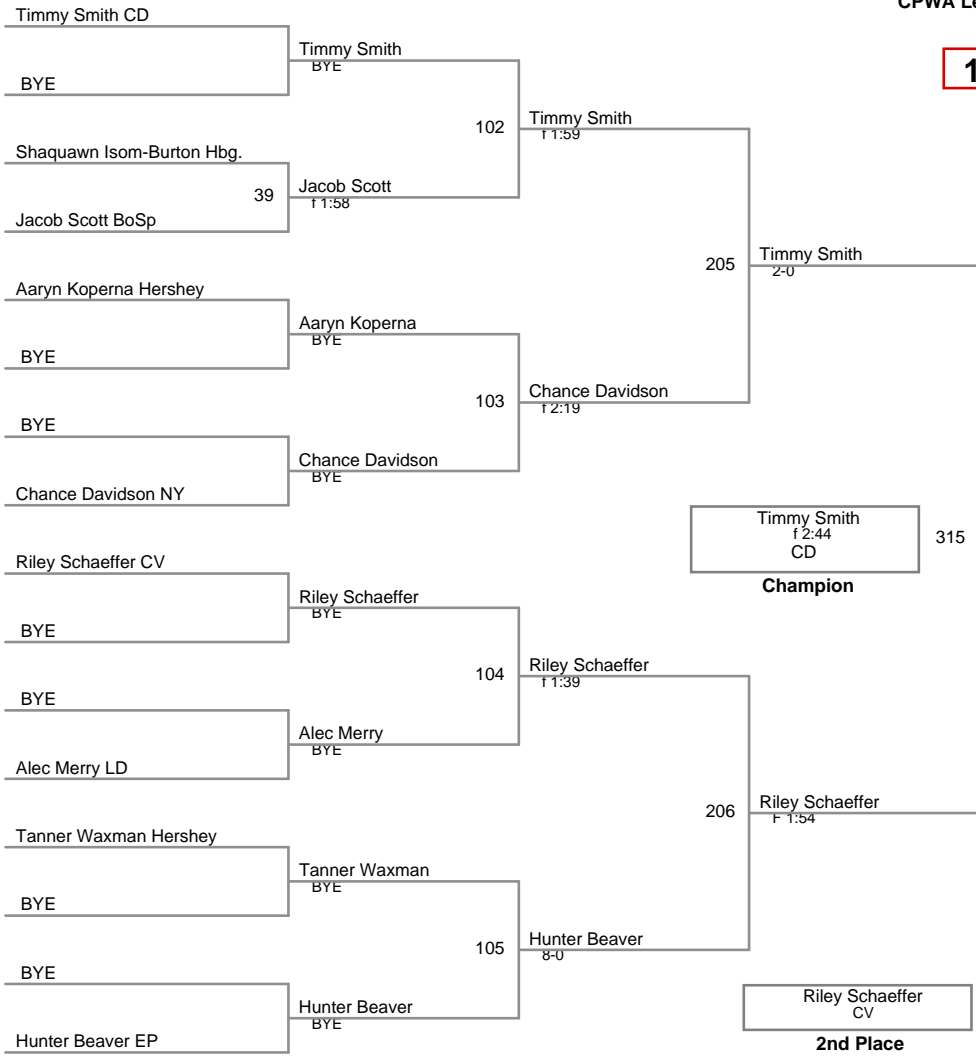 CPWA Le
1
Timmy Smith CD
Timmy Smith
BYE
BYE
102
Timmy Smith
f 1:59
Shaquawn Isom-Burton Hbg.
39
Jacob Scott
f 1:58
Jacob Scott BoSp
205
Timmy Smith
2-0
Aaryn Koperna Hershey
Aaryn Koperna
BYE
BYE
103
Chance Davidson
f 2:19
BYE
Chance Davidson
BYE
Chance Davidson NY
Timmy Smith
f 2:44
CD
315
Champion
Riley Schaeffer CV
Riley Schaeffer
BYE
BYE
104
Riley Schaeffer
f 1:39
BYE
Alec Merry
BYE
Alec Merry LD
206
Riley Schaeffer
F 1:54
Tanner Waxman Hershey
Tanner Waxman
BYE
BYE
105
Hunter Beaver
8-0
BYE
Hunter Beaver
BYE
Hunter Beaver EP
Riley Schaeffer
CV
2nd Place